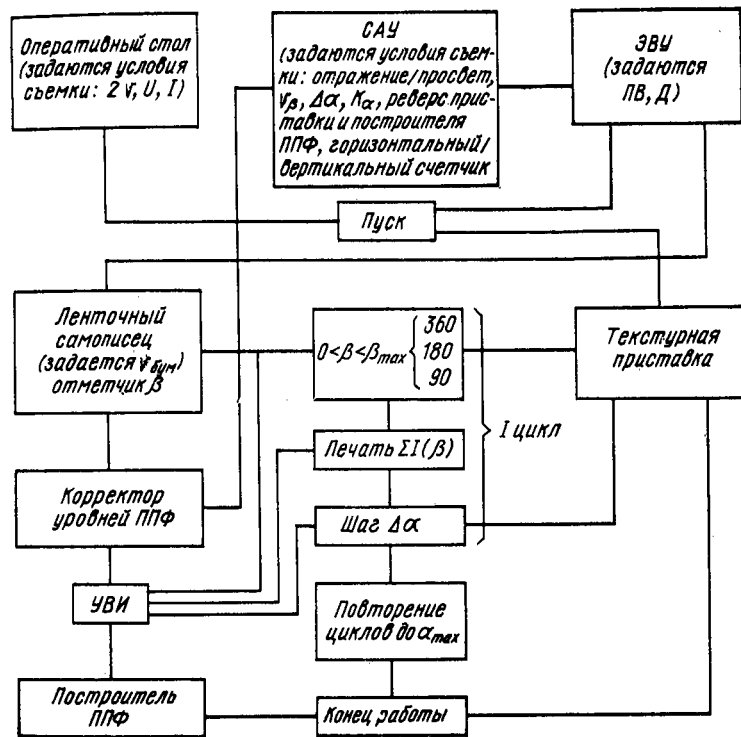 Оперативный стол
(задаются условия
съемки: 2 V, U, I)
САУ
(задаются условия съем-
ки: отражение/просвет,
Vβ, Δα, Kα, реверс при-
ставки и построителя
ППФ, горизонтальный/
вертикальный счетчик
ЭВУ
(задаются
ПВ, Д)
Пуск
Ленточный
самописец
(задается Vбум)
отметчик β
0<β<βmax { 360
180
90
Текстурная
приставка
I цикл
Печать ΣI(β)
Корректор
уровней ППФ
Шаг Δα
УВИ
Повторение
циклов до αmax
Построитель
ППФ
Конец работы